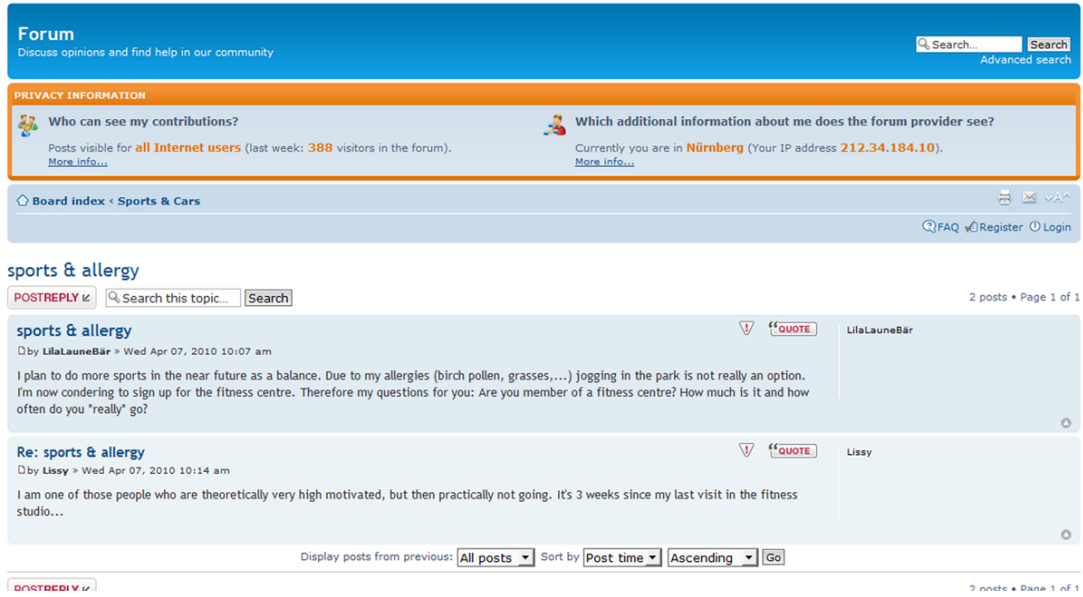 Forum
Discuss opinions and find help in our community
Search...
Search
Advanced search
PRIVACY INFORMATION
Who can see my contributions?
Posts visible for all Internet users (last week: 388 visitors in the forum).
More info...
Which additional information about me does the forum provider see?
Currently you are in Nürnberg (Your IP address 212.34.184.10).
More info...
Board index ‹ Sports & Cars
FAQ Register Login
sports & allergy
POSTREPLY
Search this topic...
Search
2 posts • Page 1 of 1
sports & allergy
QUOTE
LilaLauneBär
by LilaLauneBär » Wed Apr 07, 2010 10:07 am
I plan to do more sports in the near future as a balance. Due to my allergies (birch pollen, grasses,...) jogging in the park is not really an option.
I'm now condering to sign up for the fitness centre. Therefore my questions for you: Are you member of a fitness centre? How much is it and how
often do you *really* go?
Re: sports & allergy
QUOTE
Lissy
by Lissy » Wed Apr 07, 2010 10:14 am
I am one of those people who are theoretically very high motivated, but then practically not going. It's 3 weeks since my last visit in the fitness
studio...
Display posts from previous: All posts Sort by Post time Ascending Go
POSTREPLY
2 posts • Page 1 of 1